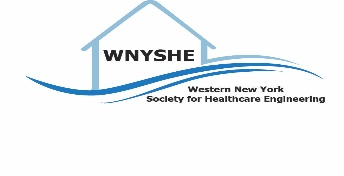 WNYSHE
Western New York
Society for Healthcare Engineering